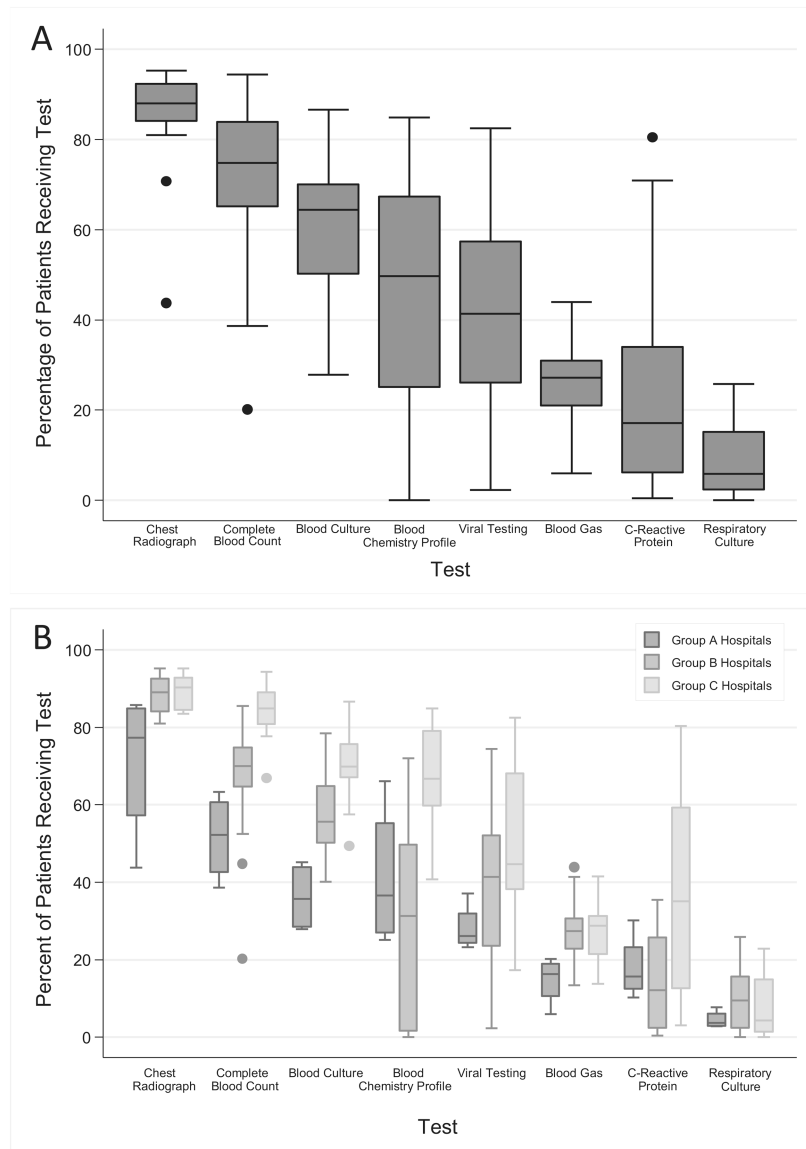 A
Percentage of Patients Receiving Test
100
80
60
40
20
0
Chest
Radiograph
Complete
Blood Count
Blood Culture
Blood
Chemistry Profile
Viral Testing
Blood Gas
C-Reactive
Protein
Respiratory
Culture
Test
B
Percent of Patients Receiving Test
100
80
60
40
20
0
Group A Hospitals
Group B Hospitals
Group C Hospitals
Chest
Radiograph
Complete
Blood Count
Blood Culture
Blood
Chemistry Profile
Viral Testing
Blood Gas
C-Reactive
Protein
Respiratory
Culture
Test